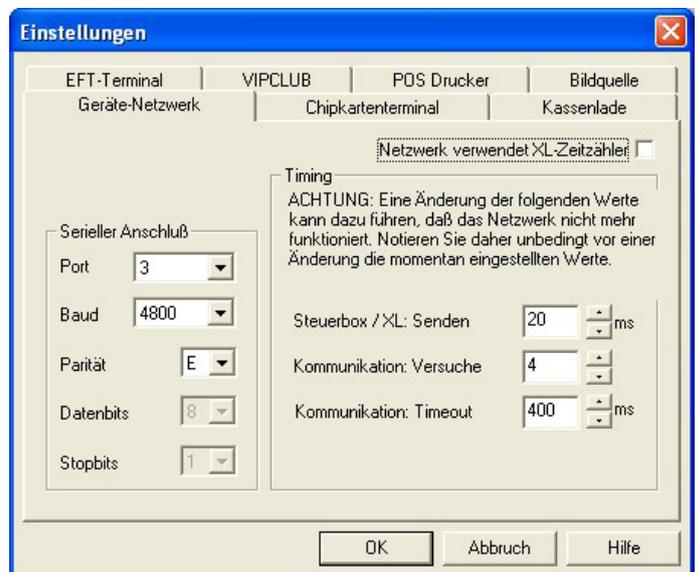 Einstellungen
EFT-Terminal
VIPCLUB
POS Drucker
Bildquelle
Geräte-Netzwerk
Chipkartenterminal
Kassenlade
Netzwerk verwendet XL-Zeitzähler
Serieller Anschluß
Port 3
Baud 4800
Parität E
Datenbits 8
Stopbits 1
Timing
ACHTUNG: Eine Änderung der folgenden Werte
kann dazu führen, daß das Netzwerk nicht mehr
funktioniert. Notieren Sie daher unbedingt vor einer
Änderung die momentan eingestellten Werte.
Steuerbox / XL: Senden 20 ms
Kommunikation: Versuche 4
Kommunikation: Timeout 400 ms
OK
Abbruch
Hilfe